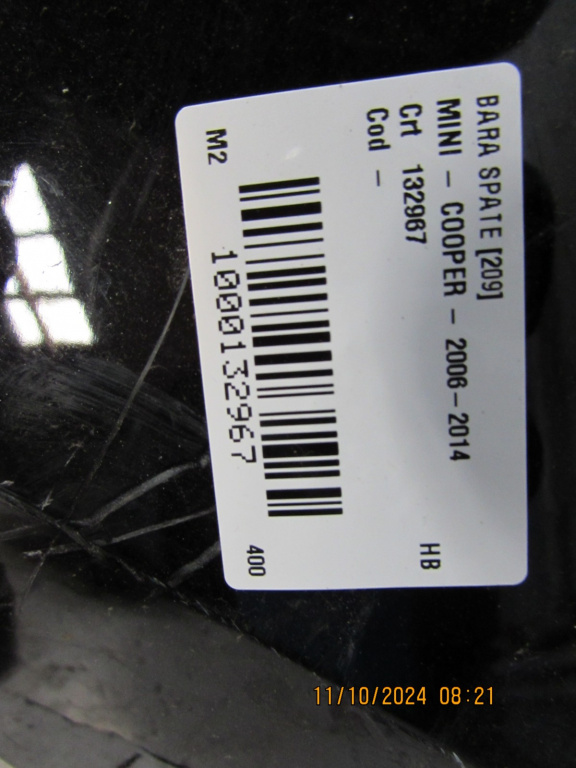 BARA SPATE [209]
MINI - COOPER - 2006-2014 HB
Crt 132967
Cod -
1000132967
M2 400
11/10/2024 08:21